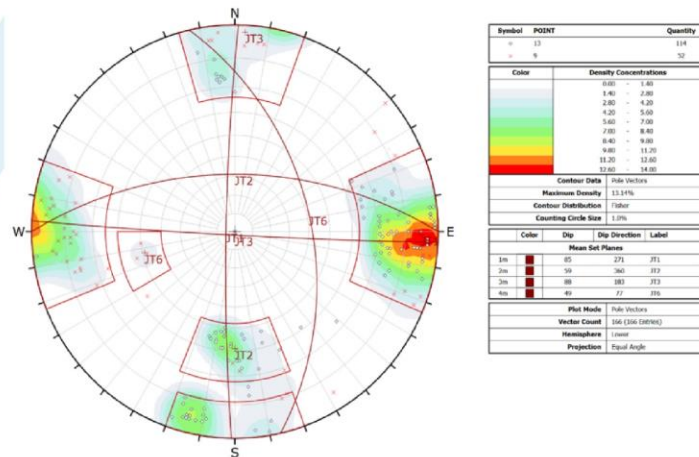 N
JT3
JT2
JT6
W
E
JT3
JT6
JT2
S
Symbol POINT Quantity
13 114
9 52
Color Density Concentrations
0.00 - 1.40
1.40 - 2.80
2.80 - 4.20
4.20 - 5.60
5.60 - 7.00
7.00 - 8.40
8.40 - 9.80
9.80 - 11.20
11.20 - 12.60
12.60 - 14.00
Contour Data Pole Vectors
Maximum Density 13.14%
Contour Distribution Fisher
Counting Circle Size 1.0%
Color Dip Dip Direction Label
Mean Set Planes
1m 85 271 JT1
2m 59 360 JT2
3m 88 183 JT3
4m 49 77 JT6
Plot Mode Pole Vectors
Vector Count 166 (166 Entries)
Hemisphere Lower
Projection Equal Angle